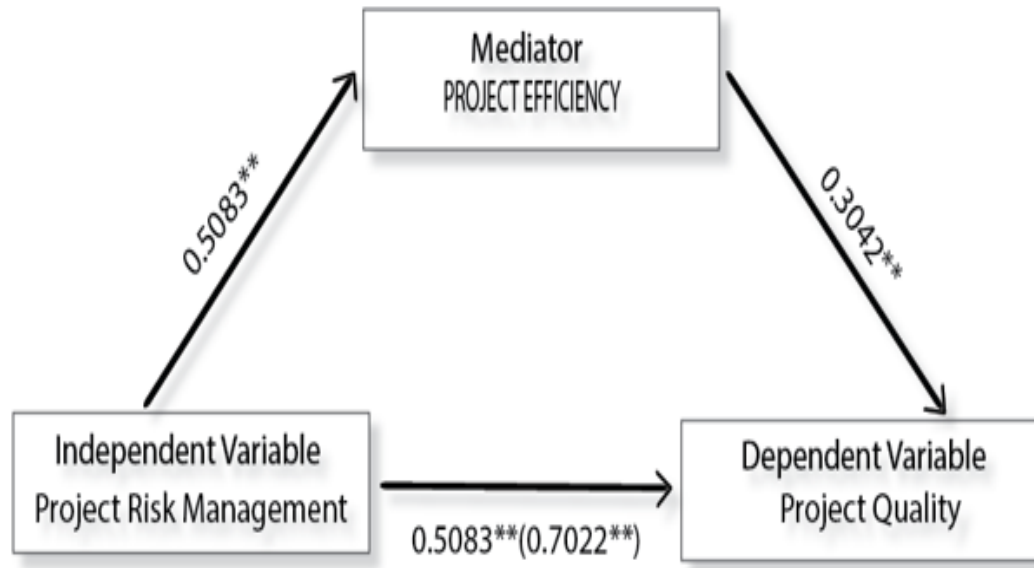 Mediator
PROJECT EFFICIENCY
0.5083**
0.3042**
Independent Variable
Project Risk Management
0.5083**(0.7022**)
Dependent Variable
Project Quality